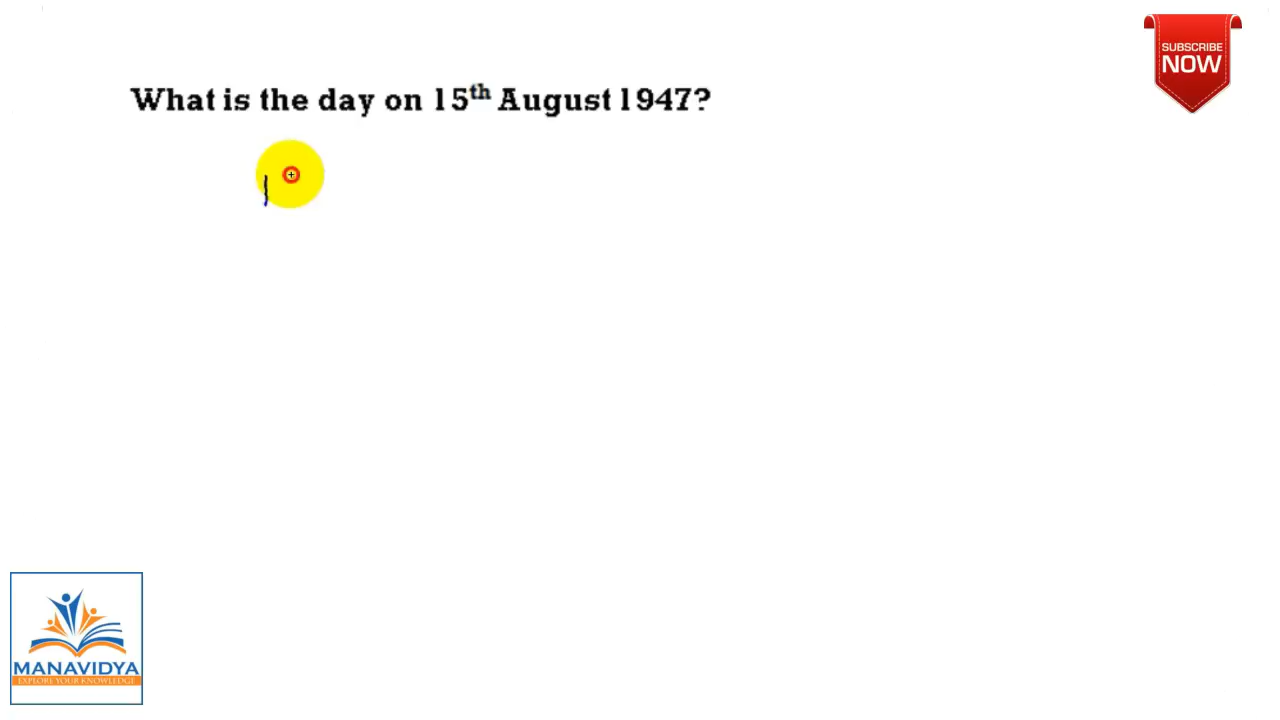 SUBSCRIBE
NOW
What is the day on 15th August 1947?
MANAVIDYA
EXPLORE YOUR KNOWLEDGE